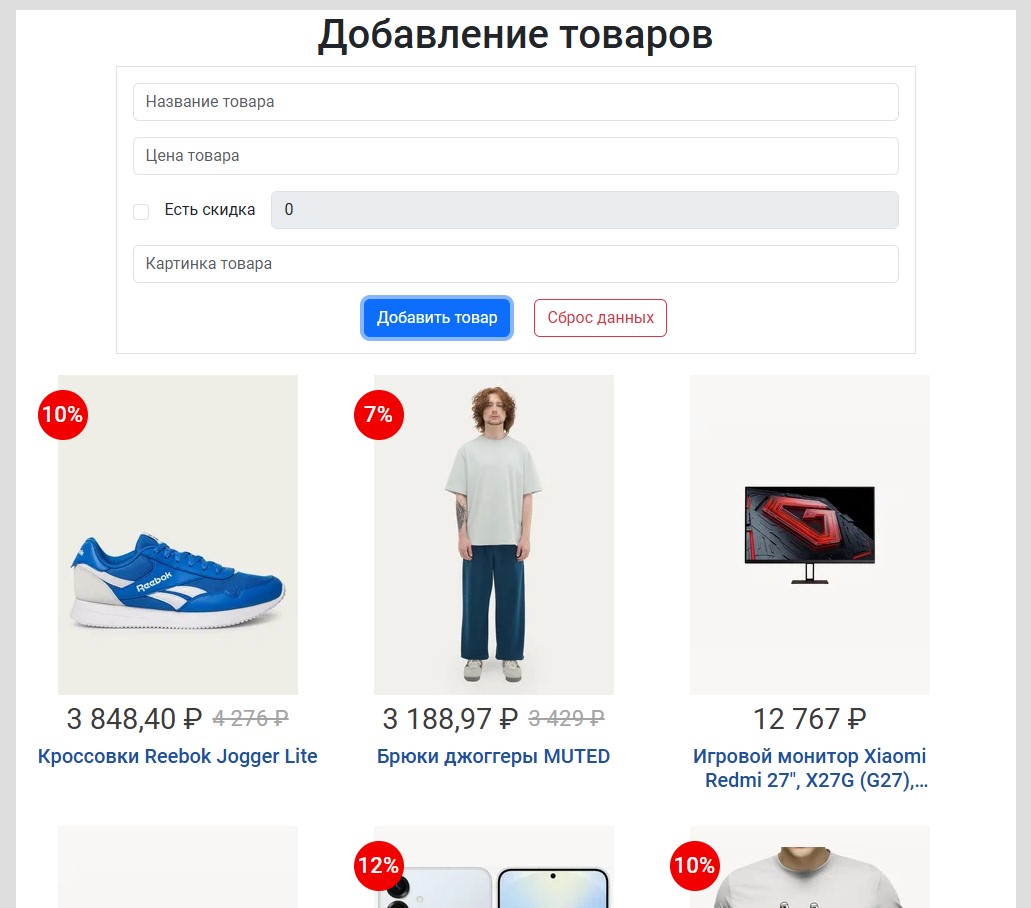 Добавление товаров
Название товара
Цена товара
Есть скидка 0
Картинка товара
Добавить товар Сброс данных
10% 7%
Reebok
3 848,40 ₽ 4 276 ₽ 3 188,97 ₽ 3 429 ₽ 12 767 ₽
Кроссовки Reebok Jogger Lite Брюки джоггеры MUTED Игровой монитор Xiaomi
Redmi 27", X27G (G27),...
12% 10%